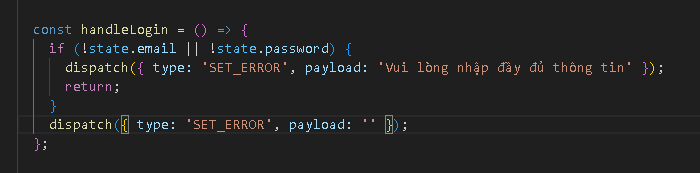 const handleLogin = () => {
if (!state.email || !state.password) {
dispatch({ type: 'SET_ERROR', payload: 'Vui lòng nhập đầy đủ thông tin' });
return;
}
dispatch({ type: 'SET_ERROR', payload: '' });
};